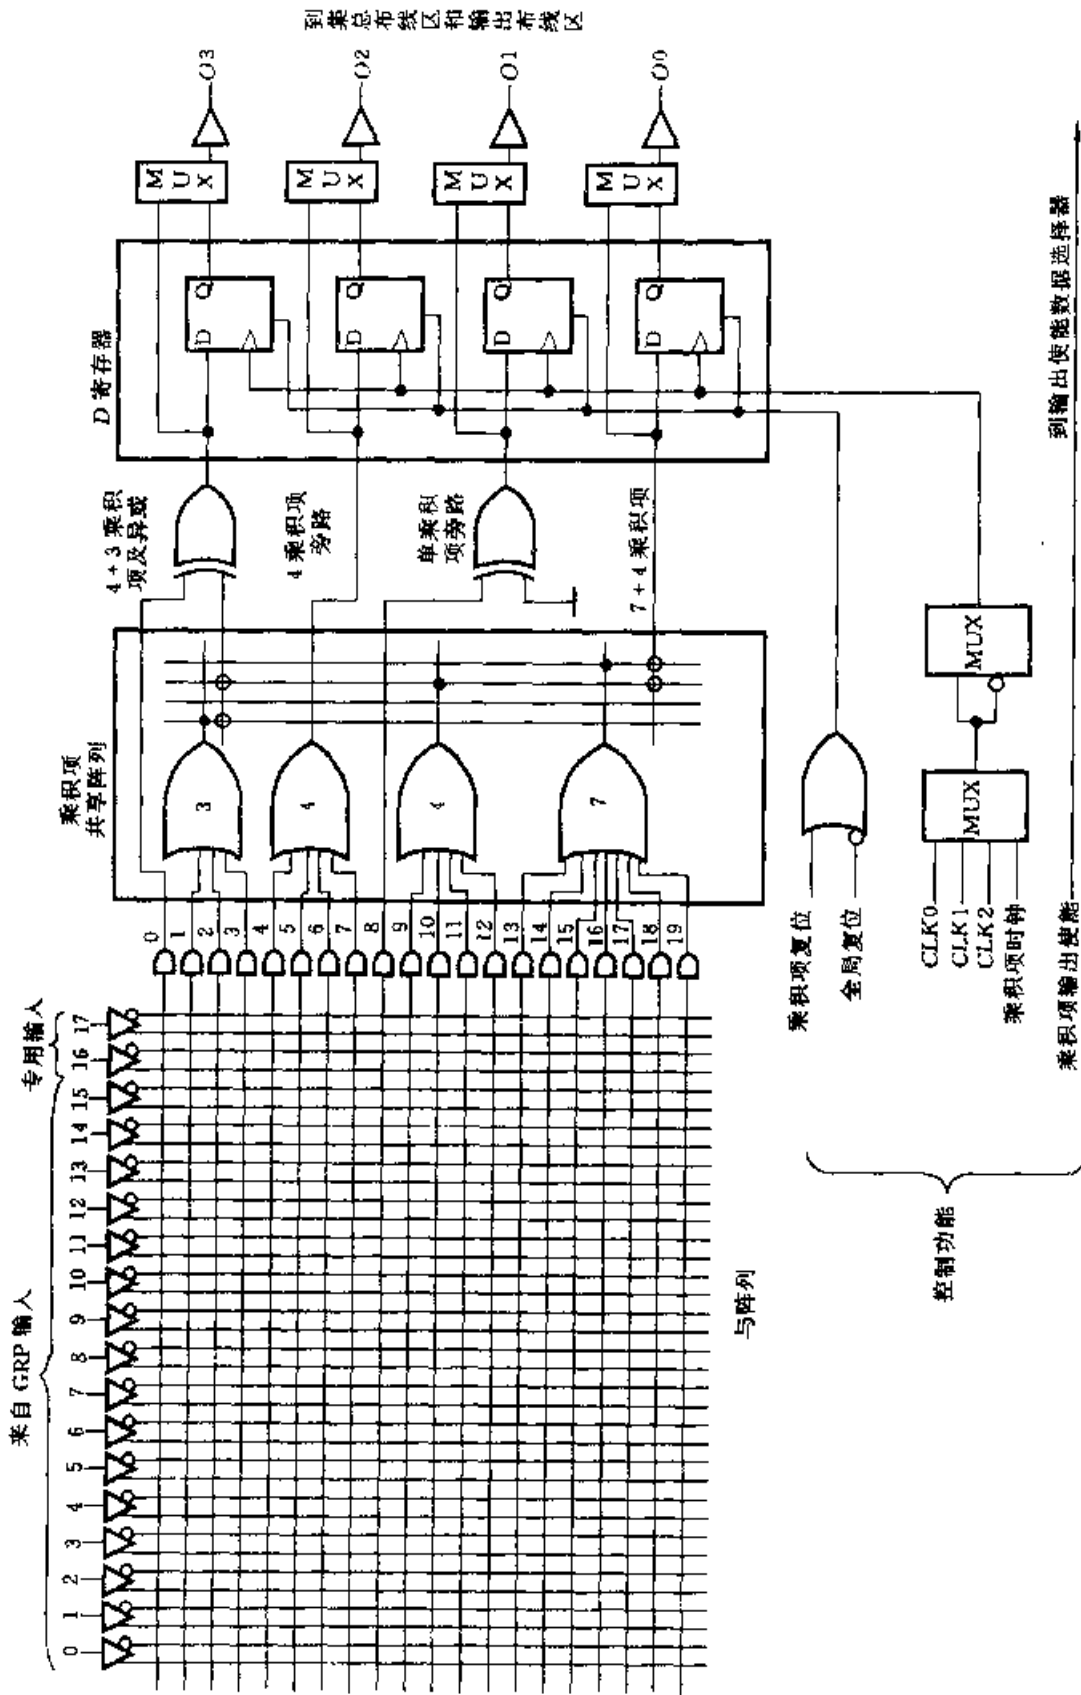 来自 GRP 输入
专用输入
0 1 2 3 4 5 6 7 8 9 10 11 12 13 14 15 16 17
与阵列
0
1
2
3
4
5
6
7
8
9
10
11
12
13
14
15
16
17
18
19
乘积项
共享阵列
3
4
4
7
4+3乘积
项及异或
4乘积项
旁路
单乘积
项旁路
7+4乘积项
D寄存器
D Q
D Q
D Q
D Q
MUX
MUX
MUX
MUX
O3
O2
O1
O0
到集总布线区和输出布线区
控制功能
乘积项复位
全局复位
CLK0
CLK1
CLK2
乘积项时钟
MUX
MUX
乘积项输出使能
到输出使能数据选择器